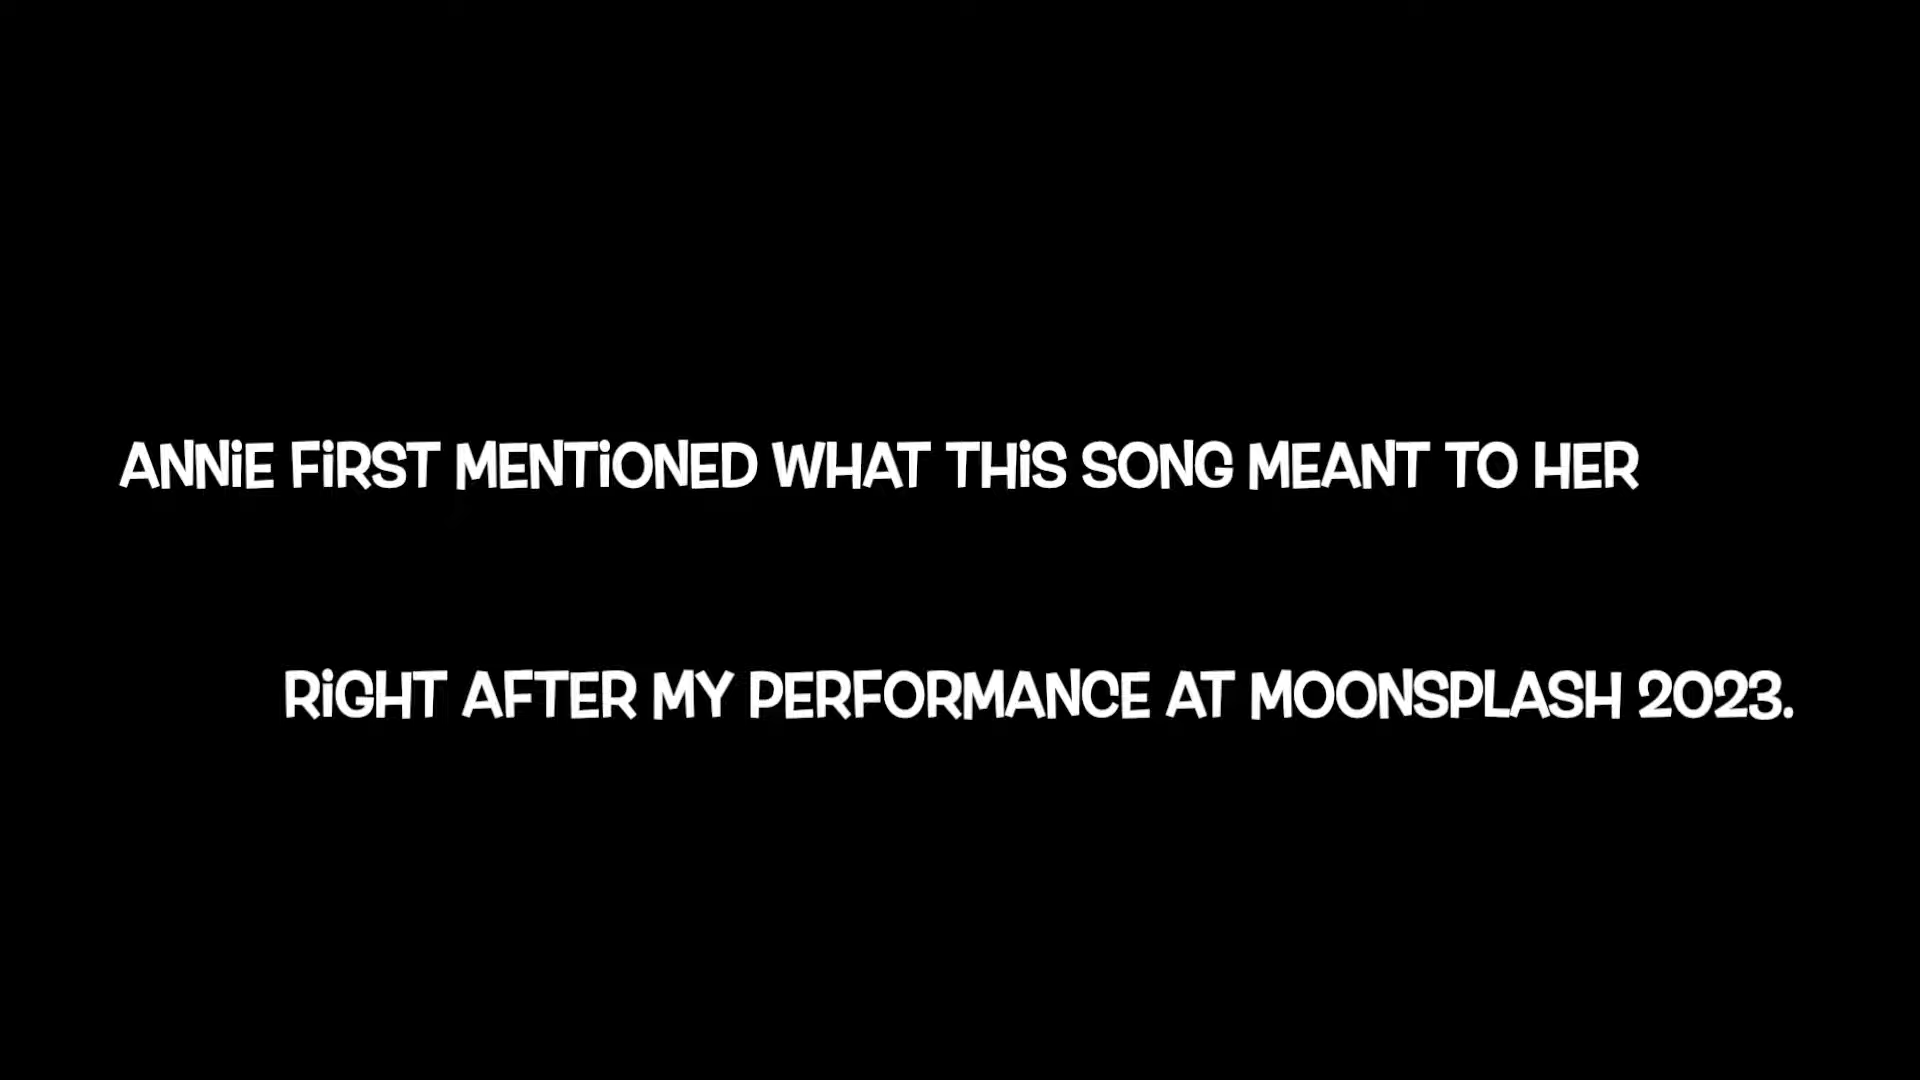 ANNiE FiRST MENTiONED WHAT THiS SONG MEANT TO HER
RiGHT AFTER MY PERFORMANCE AT MOONSPLASH 2023.